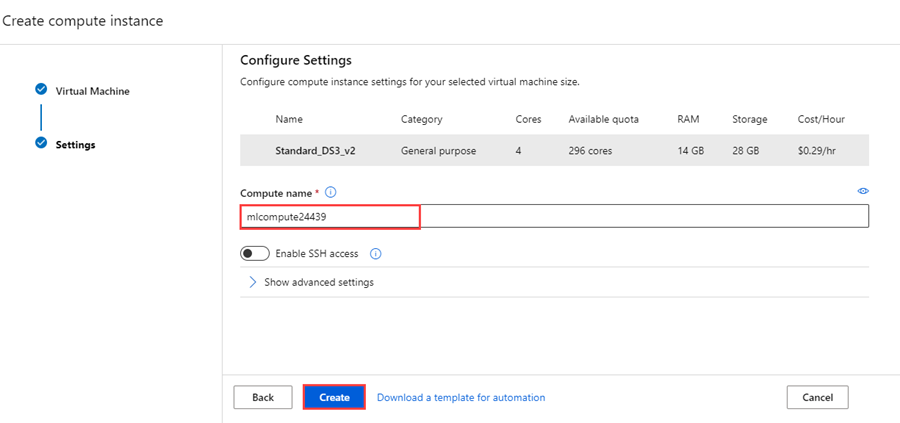 Create compute instance
Virtual Machine
Settings
Configure Settings
Configure compute instance settings for your selected virtual machine size.
Name Category Cores Available quota RAM Storage Cost/Hour
Standard_DS3_v2 General purpose 4 296 cores 14 GB 28 GB $0.29/hr
Compute name *
mlcompute24439
Enable SSH access
Show advanced settings
Back Create Download a template for automation Cancel